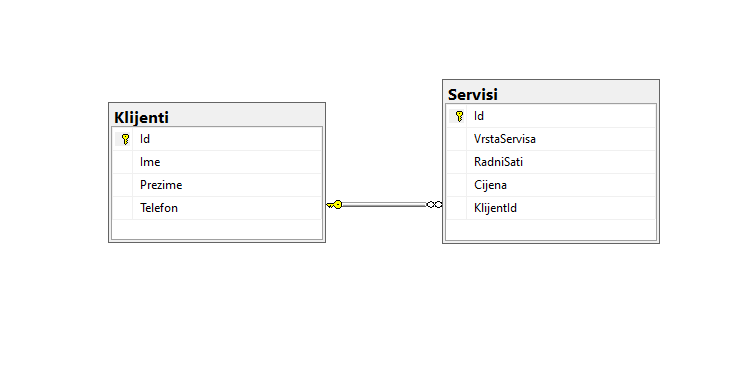 Klijenti
Id
Ime
Prezime
Telefon
Servisi
Id
VrstaServisa
RadniSati
Cijena
KlijentId